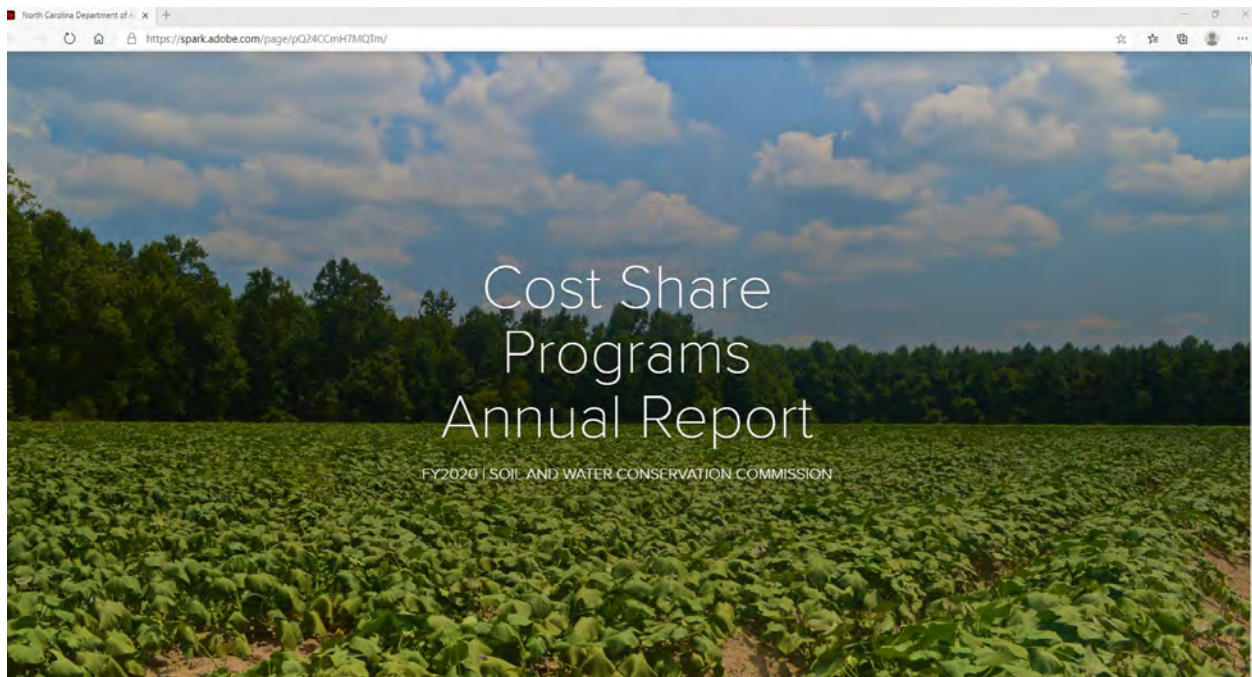 North Carolina Department of A
https://spark.adobe.com/page/pQ24CCmH7MQTm/
Cost Share
Programs
Annual Report
FY2020 | SOIL AND WATER CONSERVATION COMMISSION